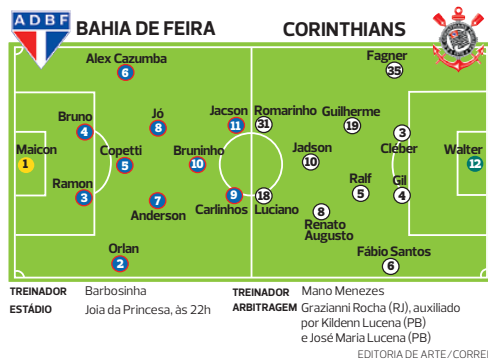 ADBF
BAHIA DE FEIRA
CORINTHIANS
Alex Cazumba
6
Fagner
35
Bruno
4
Jó
8
Jacson
11
Romarinho
31
Guilherme
19
3
Cléber
Maicon
1
Copetti
5
Bruninho
10
Jadson
10
Walter
12
Ramon
3
7
Anderson
9
Carlinhos
18
Luciano
Ralf
5
Gil
4
8
Renato
Augusto
Orlan
2
Fábio Santos
6
TREINADOR Barbosinha
ESTÁDIO Joia da Princesa, às 22h
TREINADOR Mano Menezes
ARBITRAGEM Grazianni Rocha (RJ), auxiliado
por Kildenn Lucena (PB)
e José Maria Lucena (PB)
EDITORIA DE ARTE/CORREI